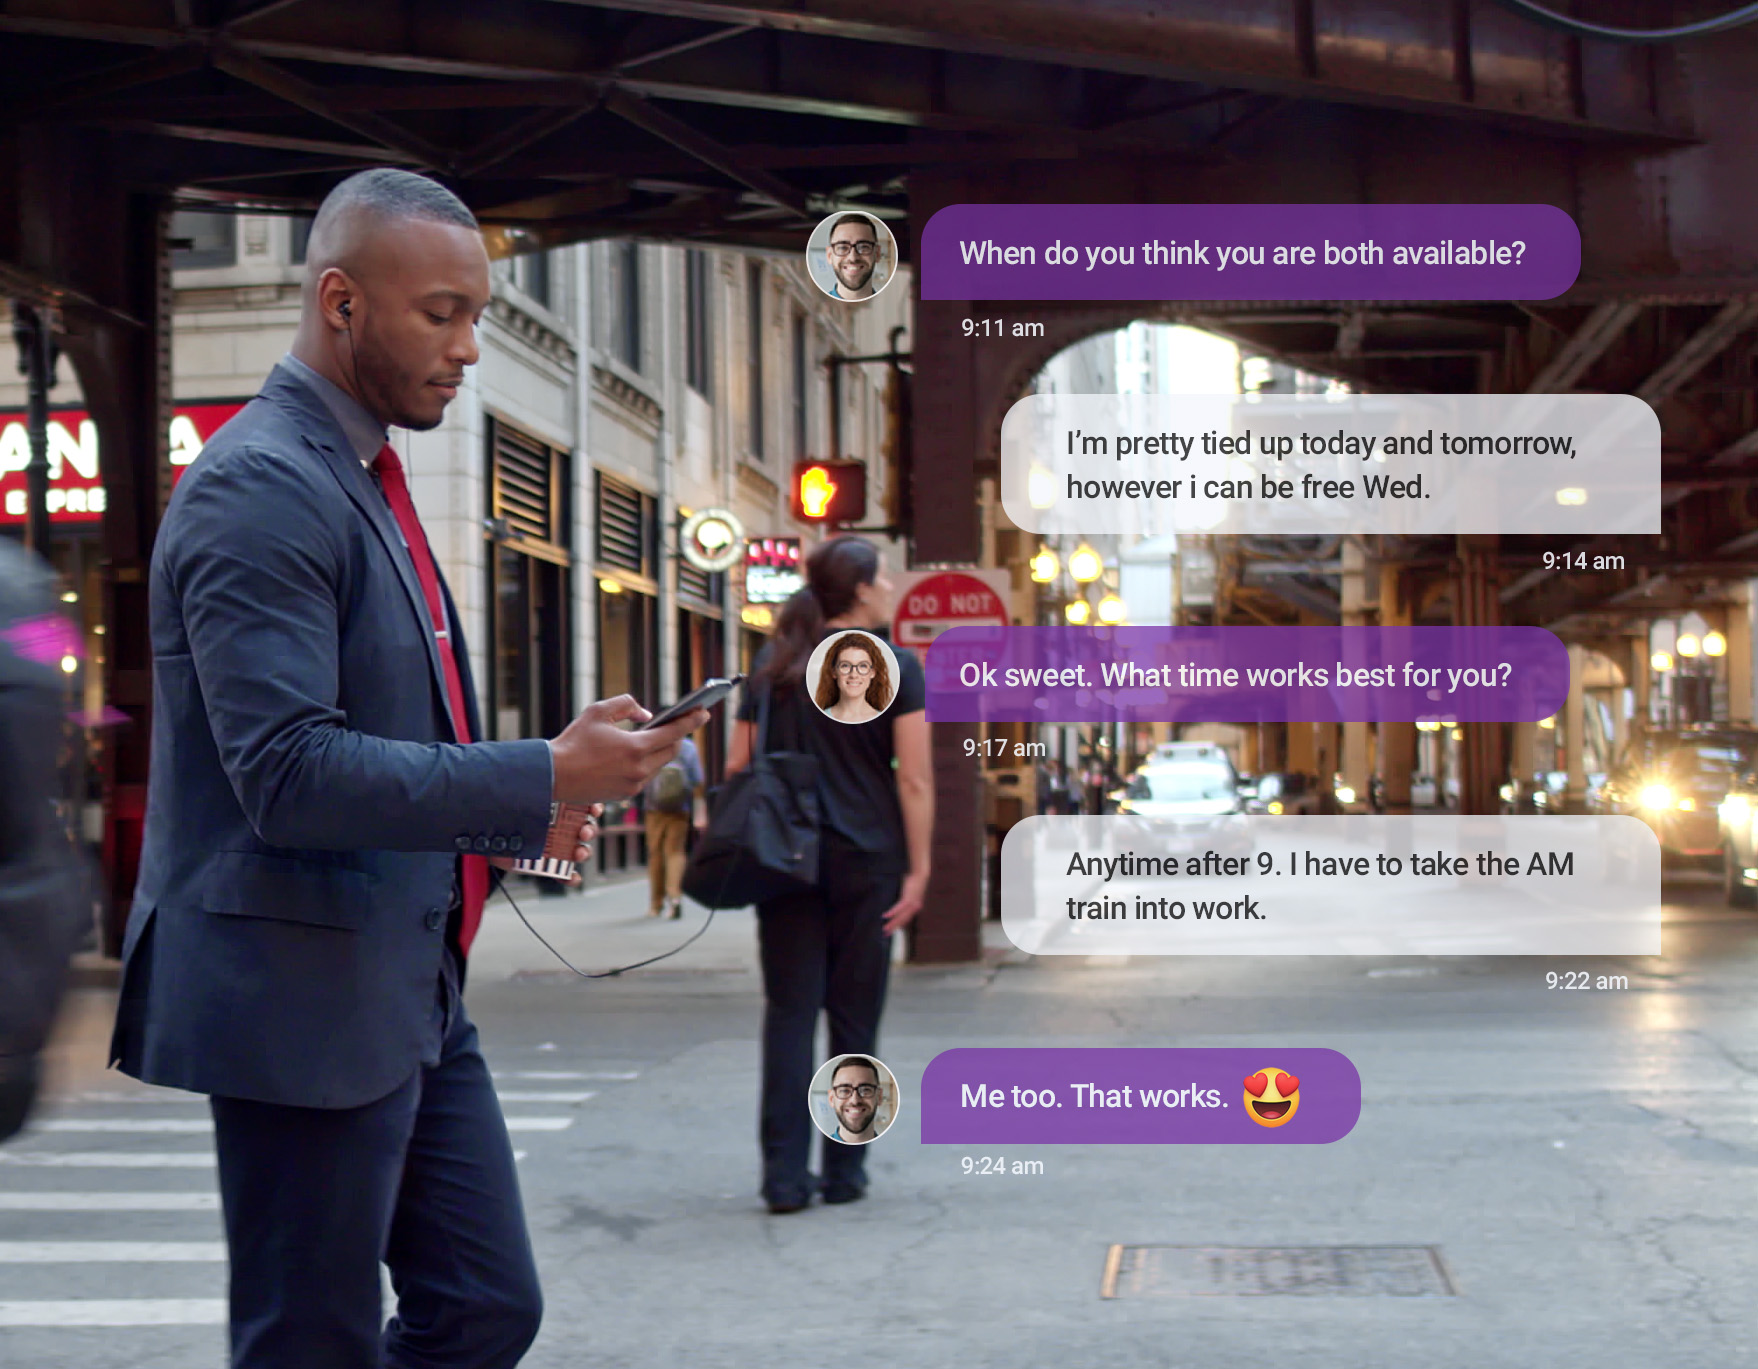 When do you think you are both available?
9:11 am
I’m pretty tied up today and tomorrow,
however i can be free Wed.
9:14 am
AN A
EXPRE
DO NOT
Ok sweet. What time works best for you?
9:17 am
Anytime after 9. I have to take the AM
train into work.
9:22 am
Me too. That works. 😍
9:24 am